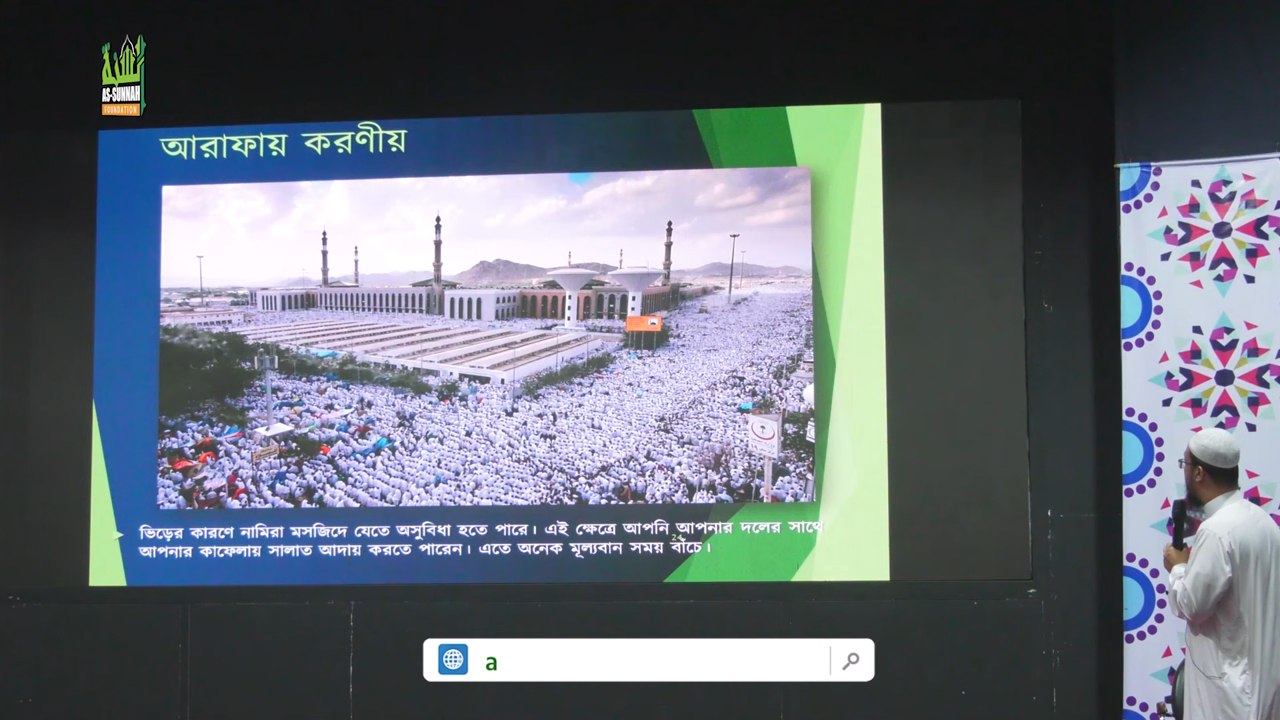 AS-SUNNAH
FOUNDATION
আরাফায় করণীয়
ভিড়ের কারণে নামিরা মসজিদে যেতে অসুবিধা হতে পারে। এই ক্ষেত্রে আপনি আপনার দলের সাথে
আপনার কাফেলায় সালাত আদায় করতে পারেন। এতে অনেক মূল্যবান সময় বাঁচে।
a